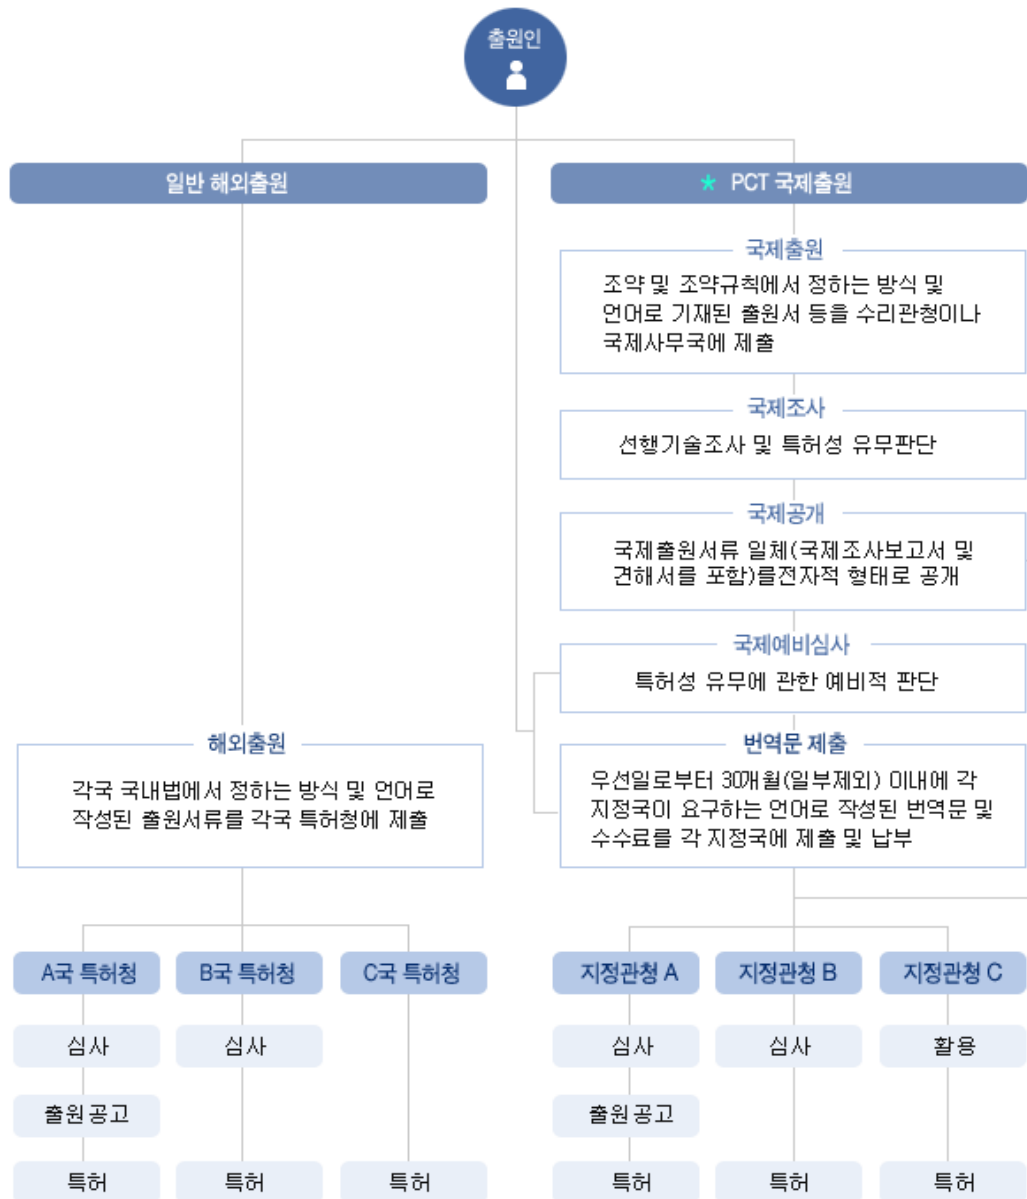 출원인
일반 해외출원
* PCT 국제출원
국제출원
조약 및 조약규칙에서 정하는 방식 및
언어로 기재된 출원서 등을 수리관청이나
국제사무국에 제출
국제조사
선행기술조사 및 특허성 유무판단
국제공개
국제출원서류 일체(국제조사보고서 및
견해서를 포함)를전자적 형태로 공개
국제예비심사
특허성 유무에 관한 예비적 판단
해외출원
각국 국내법에서 정하는 방식 및 언어로
작성된 출원서류를 각국 특허청에 제출
번역문 제출
우선일로부터 30개월(일부제외) 이내에 각
지정국이 요구하는 언어로 작성된 번역문 및
수수료를 각 지정국에 제출 및 납부
A국 특허청
B국 특허청
C국 특허청
심사
심사
출원공고
특허
특허
특허
지정관청 A
지정관청 B
지정관청 C
심사
심사
활용
출원공고
특허
특허
특허